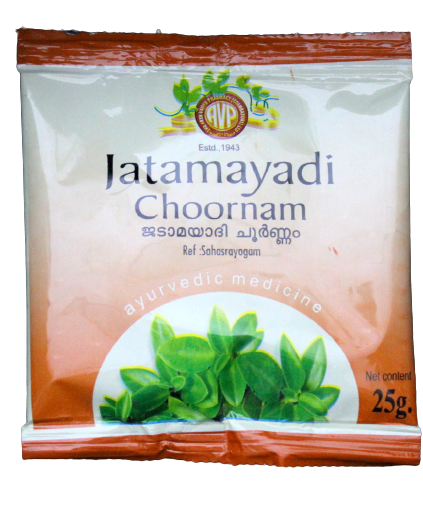 AVP
Estd.,1943
Jatamayadi
Choornam
ജടാമയാദി ചൂർണ്ണം
Ref :Sahasrayogam
ayurvedic medicine
Net content
25g.